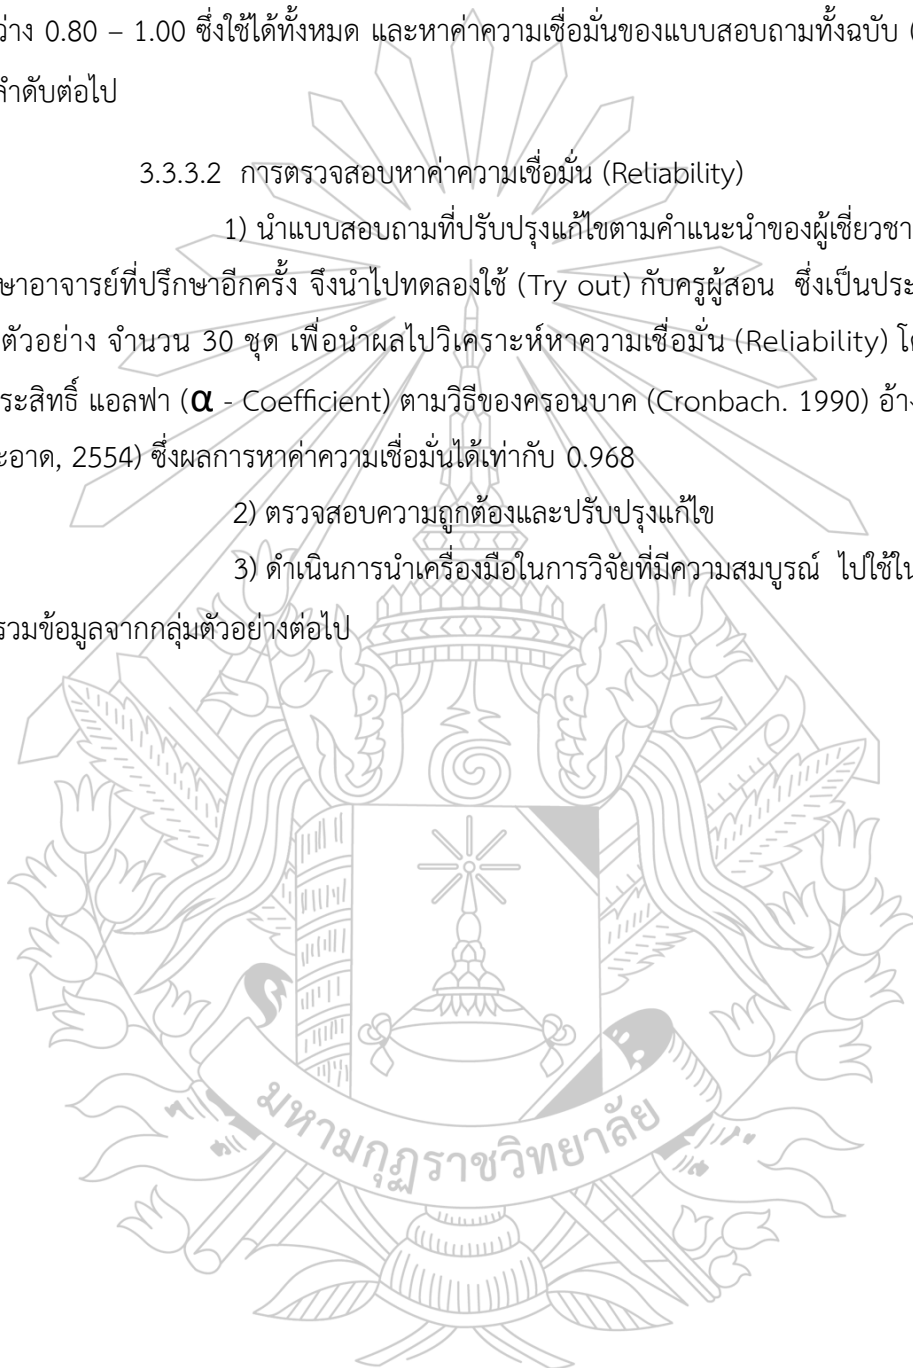 ว่าง 0.80 – 1.00 ซึ่งใช้ได้ทั้งหมด และหาค่าความเชื่อมั่นของแบบสอบถามทั้งฉบับ
ลำดับต่อไป
3.3.3.2 การตรวจสอบหาค่าความเชื่อมั่น (Reliability)
1) นำแบบสอบถามที่ปรับปรุงแก้ไขตามคำแนะนำของผู้เชี่ยวชา
ษาอาจารย์ที่ปรึกษาอีกครั้ง จึงนำไปทดลองใช้ (Try out) กับครูผู้สอน ซึ่งเป็นประ
ตัวอย่าง จำนวน 30 ชุด เพื่อนำผลไปวิเคราะห์หาความเชื่อมั่น (Reliability) โด
ระสิทธิ์ แอลฟา (α - Coefficient) ตามวิธีของครอนบาค (Cronbach. 1990) อ้าง
ะอาด, 2554) ซึ่งผลการหาค่าความเชื่อมั่นได้เท่ากับ 0.968
2) ตรวจสอบความถูกต้องและปรับปรุงแก้ไข
3) ดำเนินการนำเครื่องมือในการวิจัยที่มีความสมบูรณ์ ไปใช้ใน
รวมข้อมูลจากกลุ่มตัวอย่างต่อไป
มหามกุฏราชวิทยาลัย